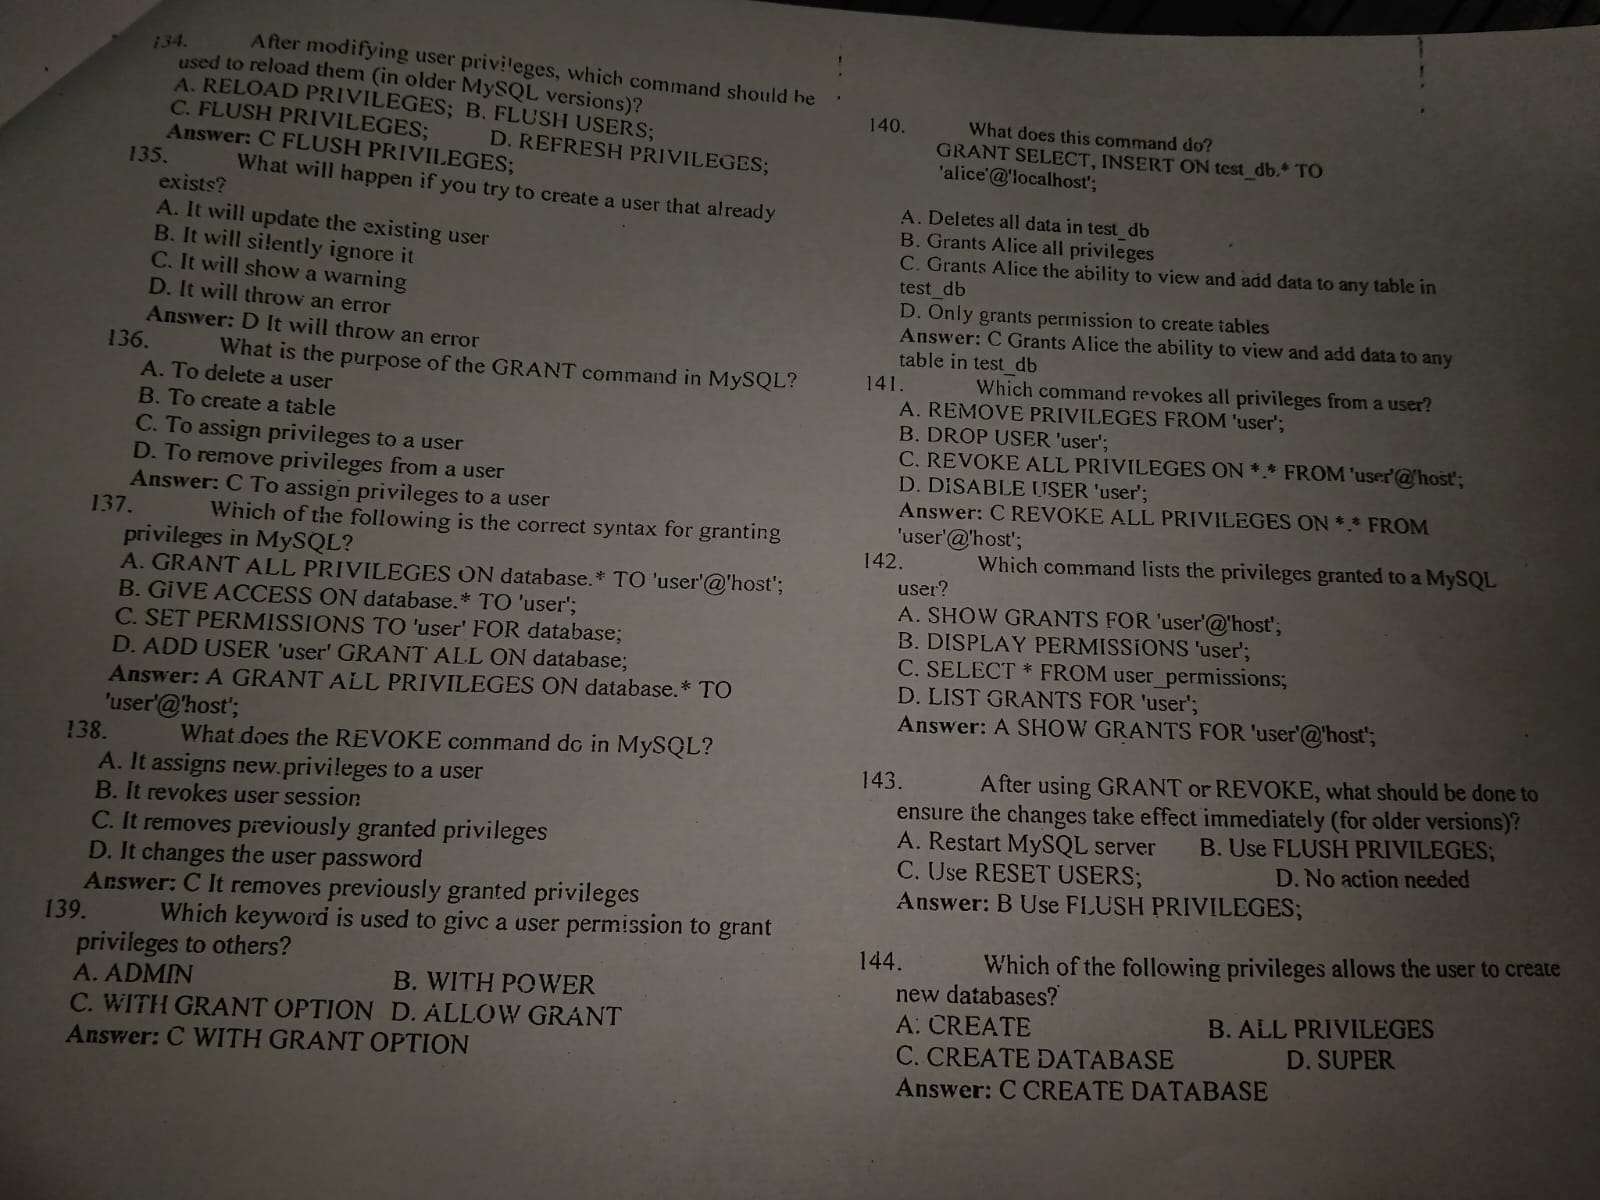 134. After modifying user privileges, which command should be
used to reload them (in older MySQL versions)?
A. RELOAD PRIVILEGES; B. FLUSH USERS;
C. FLUSH PRIVILEGES; D. REFRESH PRIVILEGES;
Answer: C FLUSH PRIVILEGES;
135. What will happen if you try to create a user that already
exists?
A. It will update the existing user
B. It will silently ignore it
C. It will show a warning
D. It will throw an error
Answer: D It will throw an error
136. What is the purpose of the GRANT command in MySQL?
A. To delete a user
B. To create a table
C. To assign privileges to a user
D. To remove privileges from a user
Answer: C To assign privileges to a user
137. Which of the following is the correct syntax for granting
privileges in MySQL?
A. GRANT ALL PRIVILEGES ON database.* TO 'user'@'host';
B. GIVE ACCESS ON database.* TO 'user';
C. SET PERMISSIONS TO 'user' FOR database;
D. ADD USER 'user' GRANT ALL ON database;
Answer: A GRANT ALL PRIVILEGES ON database.* TO
'user'@'host';
138. What does the REVOKE command do in MySQL?
A. It assigns new privileges to a user
B. It revokes user session
C. It removes previously granted privileges
D. It changes the user password
Answer: C It removes previously granted privileges
139. Which keyword is used to give a user permission to grant
privileges to others?
A. ADMIN B. WITH POWER
C. WITH GRANT OPTION D. ALLOW GRANT
Answer: C WITH GRANT OPTION
140. What does this command do?
GRANT SELECT, INSERT ON test_db.* TO
'alice'@'localhost';
A. Deletes all data in test_db
B. Grants Alice all privileges
C. Grants Alice the ability to view and add data to any table in
test_db
D. Only grants permission to create tables
Answer: C Grants Alice the ability to view and add data to any
table in test_db
141. Which command revokes all privileges from a user?
A. REMOVE PRIVILEGES FROM 'user';
B. DROP USER 'user';
C. REVOKE ALL PRIVILEGES ON *.* FROM 'user'@'host';
D. DISABLE USER 'user';
Answer: C REVOKE ALL PRIVILEGES ON *.* FROM
'user'@'host';
142. Which command lists the privileges granted to a MySQL
user?
A. SHOW GRANTS FOR 'user'@'host';
B. DISPLAY PERMISSIONS 'user';
C. SELECT * FROM user_permissions;
D. LIST GRANTS FOR 'user';
Answer: A SHOW GRANTS FOR 'user'@'host';
143. After using GRANT or REVOKE, what should be done to
ensure the changes take effect immediately (for older versions)?
A. Restart MySQL server B. Use FLUSH PRIVILEGES;
C. Use RESET USERS; D. No action needed
Answer: B Use FLUSH PRIVILEGES;
144. Which of the following privileges allows the user to create
new databases?
A. CREATE B. ALL PRIVILEGES
C. CREATE DATABASE D. SUPER
Answer: C CREATE DATABASE